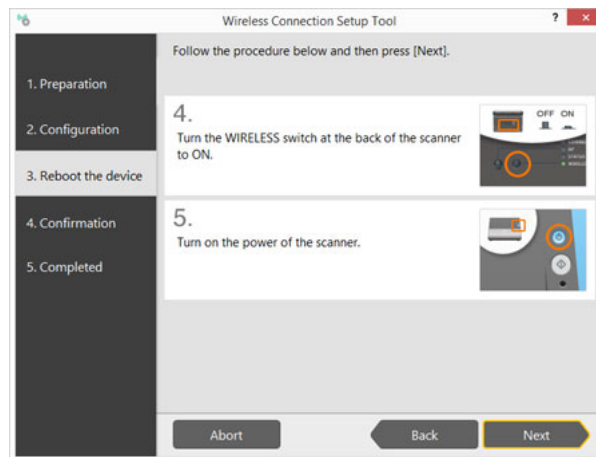 Wireless Connection Setup Tool
?
Follow the procedure below and then press [Next].
1. Preparation
2. Configuration
3. Reboot the device
4. Confirmation
5. Completed
4.
Turn the WIRELESS switch at the back of the scanner
to ON.
OFF ON
5.
Turn on the power of the scanner.
Abort
Back
Next